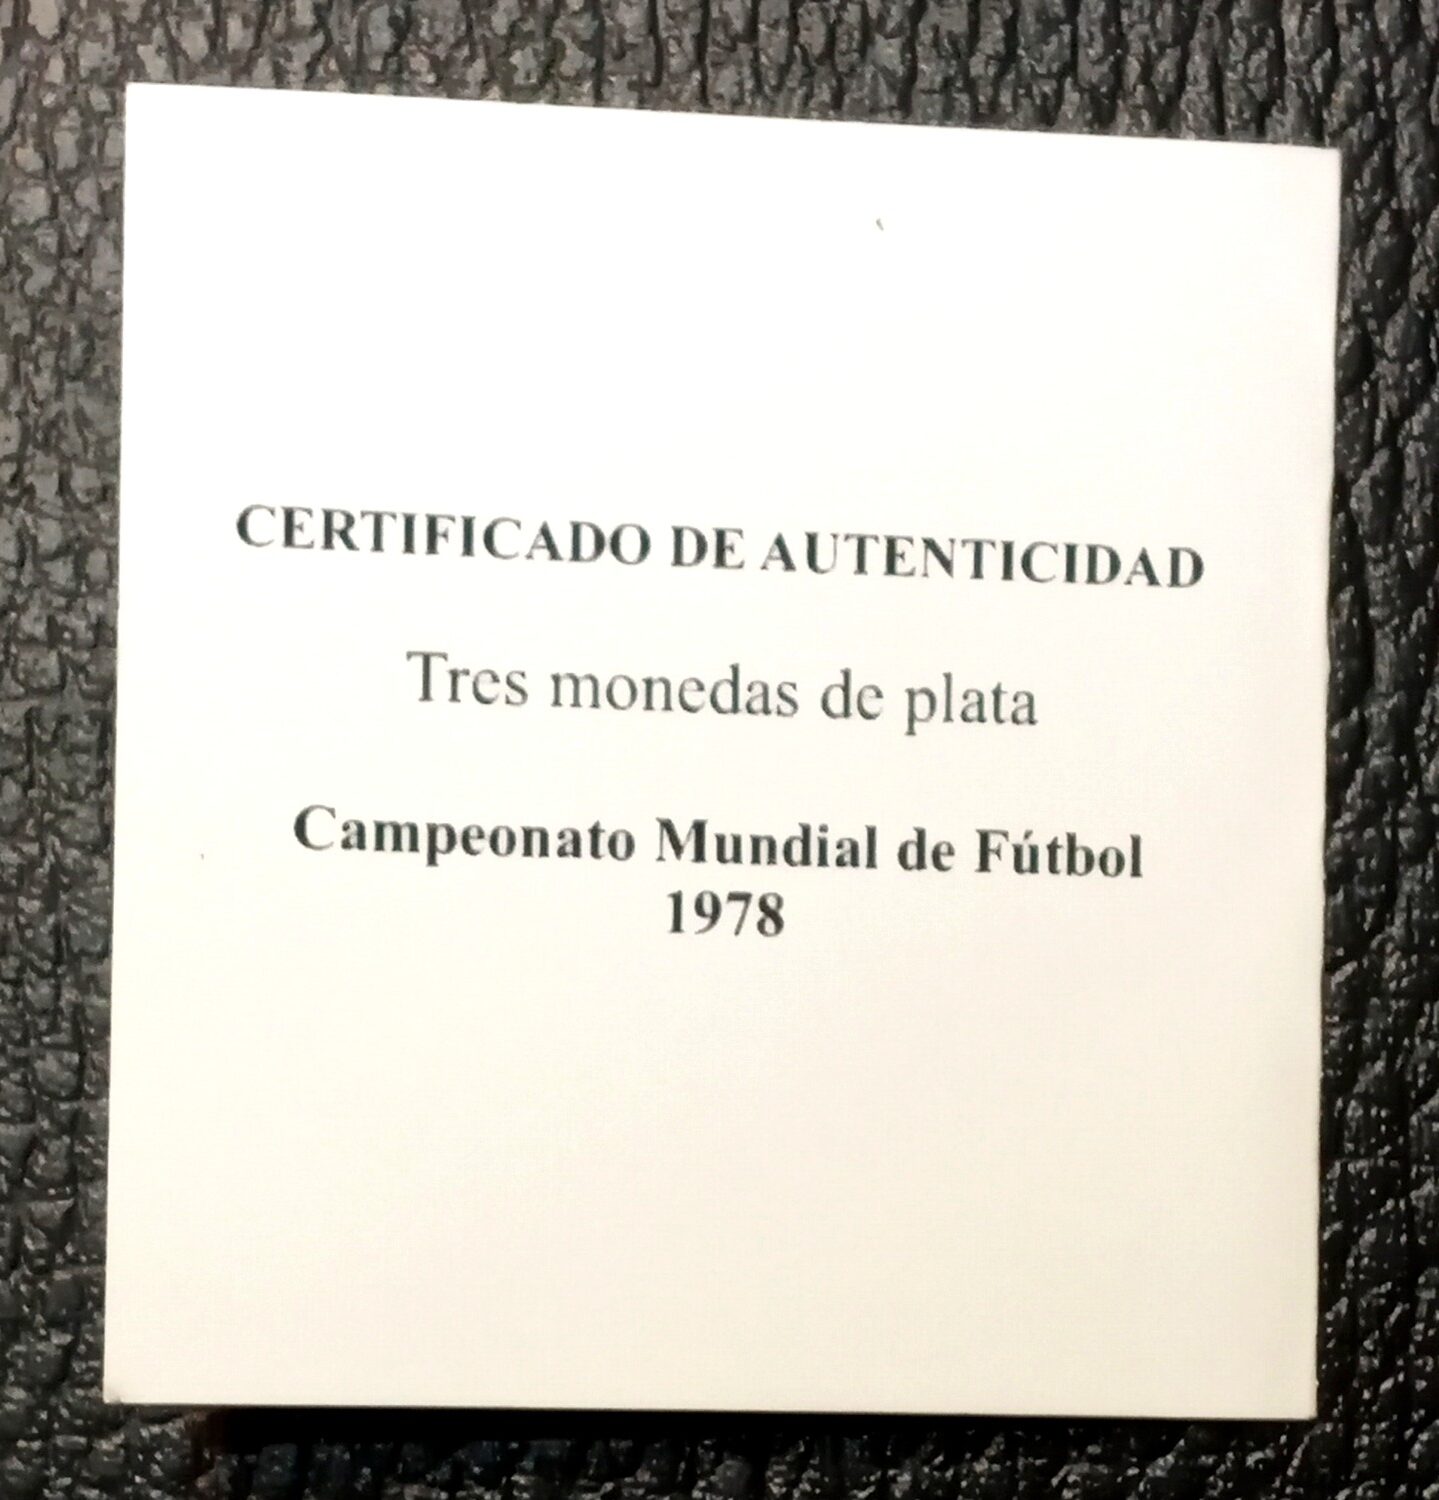 CERTIFICADO DE AUTENTICIDAD
Tres monedas de plata
Campeonato Mundial de Fútbol
1978